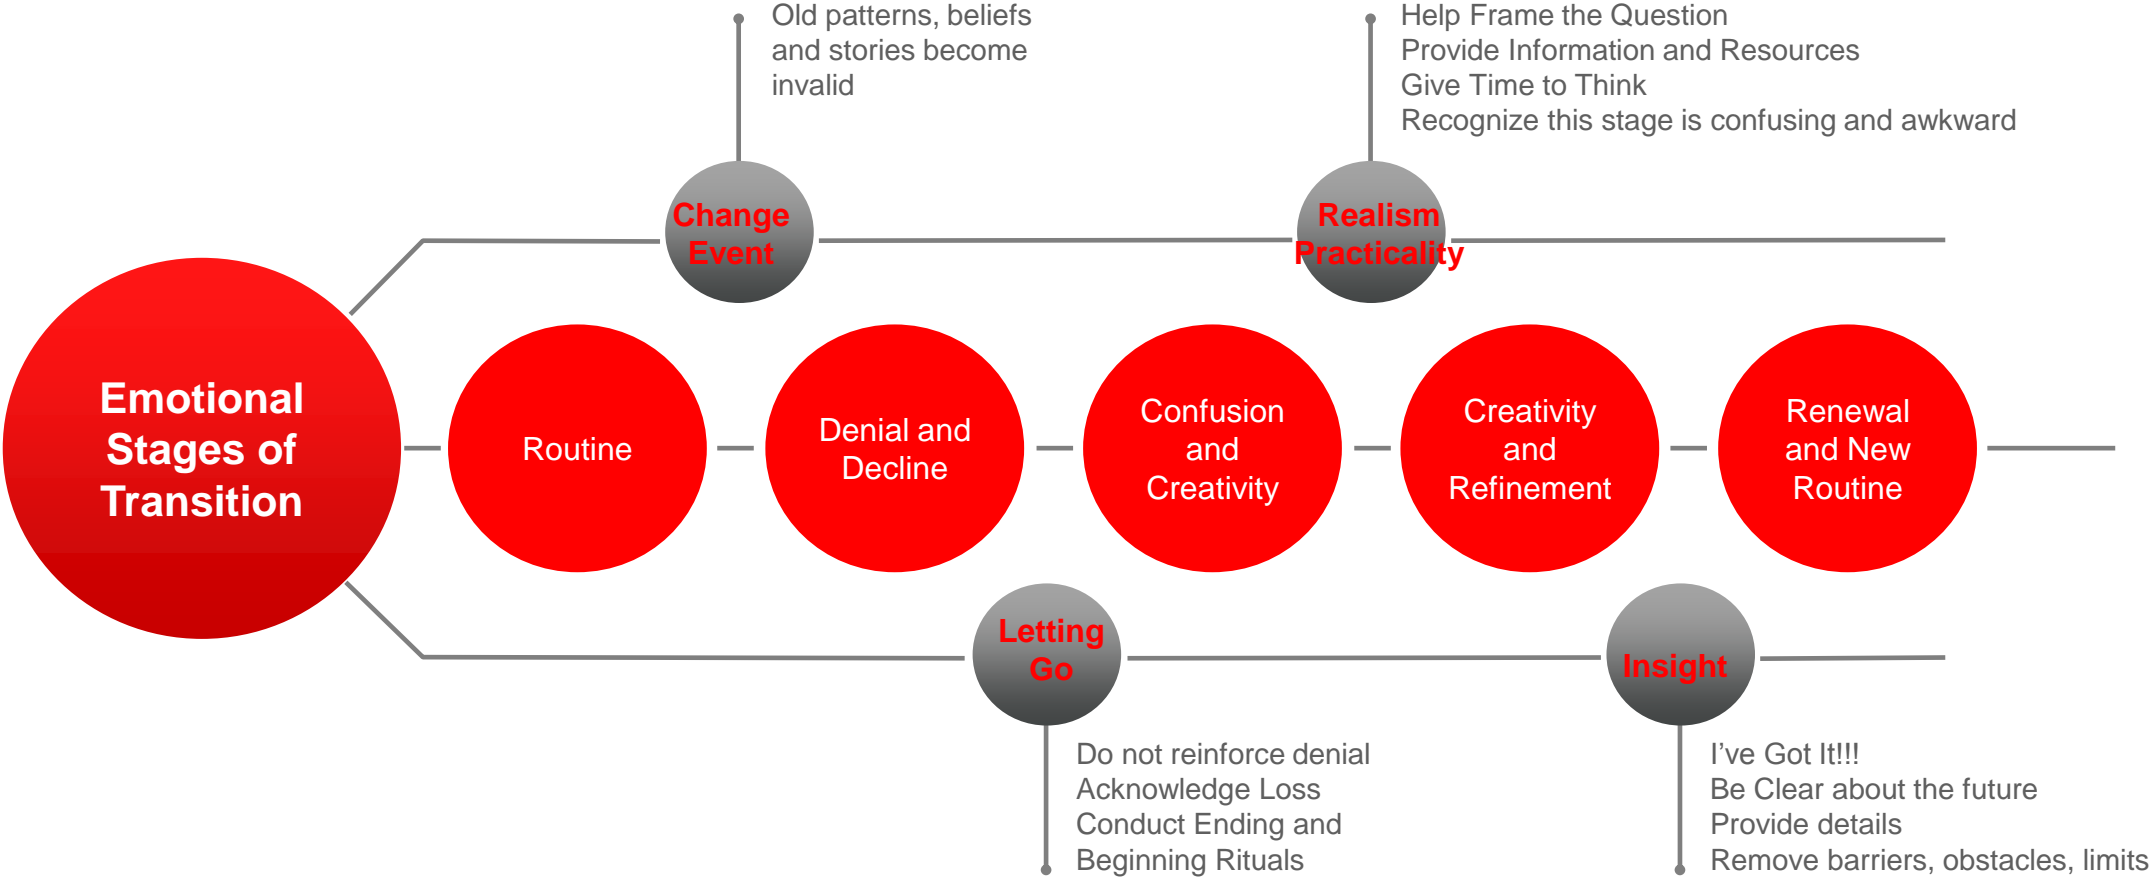 Old patterns, beliefs
and stories become
invalid
Help Frame the Question
Provide Information and Resources
Give Time to Think
Recognize this stage is confusing and awkward
Change
Event
Realism
Practicality
Emotional
Stages of
Transition
Routine
Denial and
Decline
Confusion
and
Creativity
Creativity
and
Refinement
Renewal
and New
Routine
Letting
Go
Insight
Do not reinforce denial
Acknowledge Loss
Conduct Ending and
Beginning Rituals
I’ve Got It!!!
Be Clear about the future
Provide details
Remove barriers, obstacles, limits